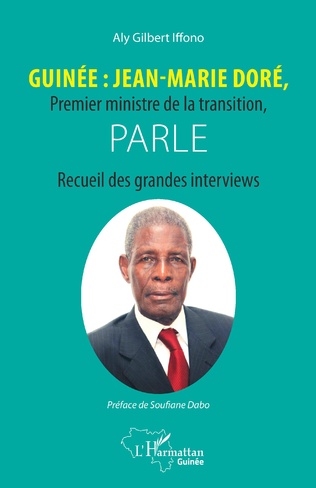 Aly Gilbert Iffono
GUINÉE : JEAN-MARIE DORÉ,
Premier ministre de la transition,
PARLE
Recueil des grandes interviews
Préface de Soufiane Dabo
L'Harmattan
Guinée